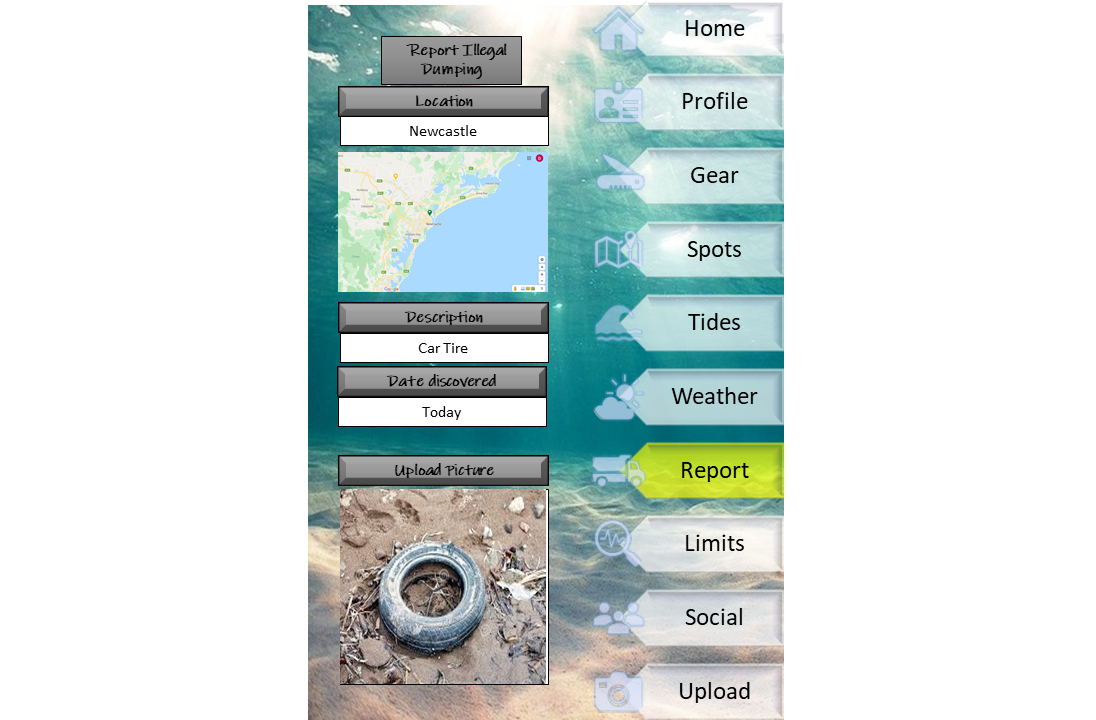 Report Illegal
Dumping
Location
Newcastle
Description
Car Tire
Date discovered
Today
Upload Picture
Home
Profile
Gear
Spots
Tides
Weather
Report
Limits
Social
Upload